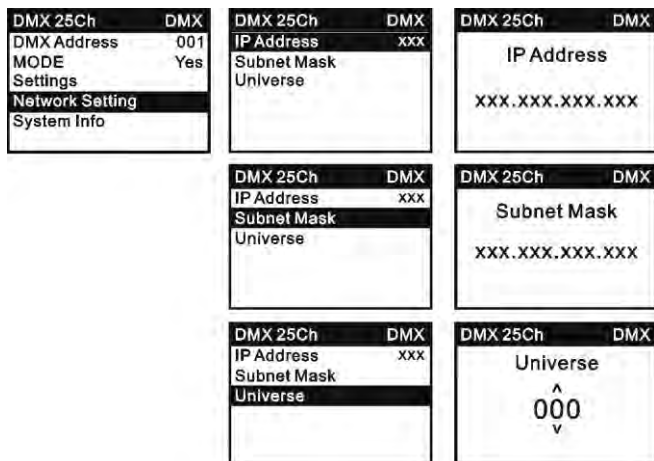 DMX 25Ch DMX
DMX Address 001
MODE Yes
Settings
Network Setting
System Info
DMX 25Ch DMX
IP Address xxx
Subnet Mask
Universe
DMX 25Ch DMX
IP Address
xxx.xxx.xxx.xxx
DMX 25Ch DMX
IP Address xxx
Subnet Mask
Universe
DMX 25Ch DMX
Subnet Mask
xxx.xxx.xxx.xxx
DMX 25Ch DMX
IP Address xxx
Subnet Mask
Universe
DMX 25Ch DMX
Universe
000